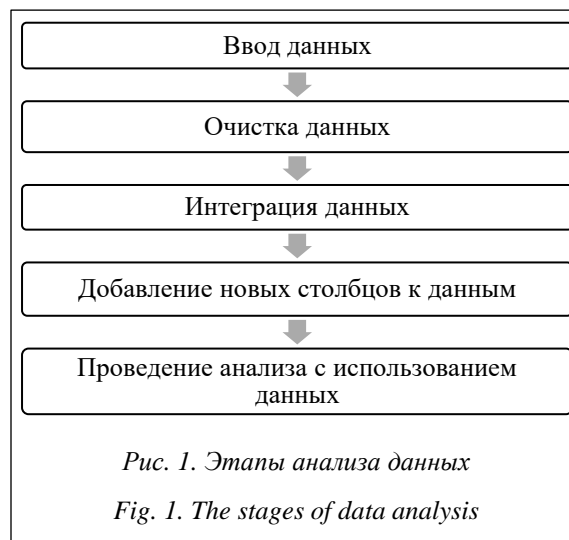 Ввод данных
Очистка данных
Интеграция данных
Добавление новых столбцов к данным
Проведение анализа с использованием
данных
Рис. 1. Этапы анализа данных
Fig. 1. The stages of data analysis